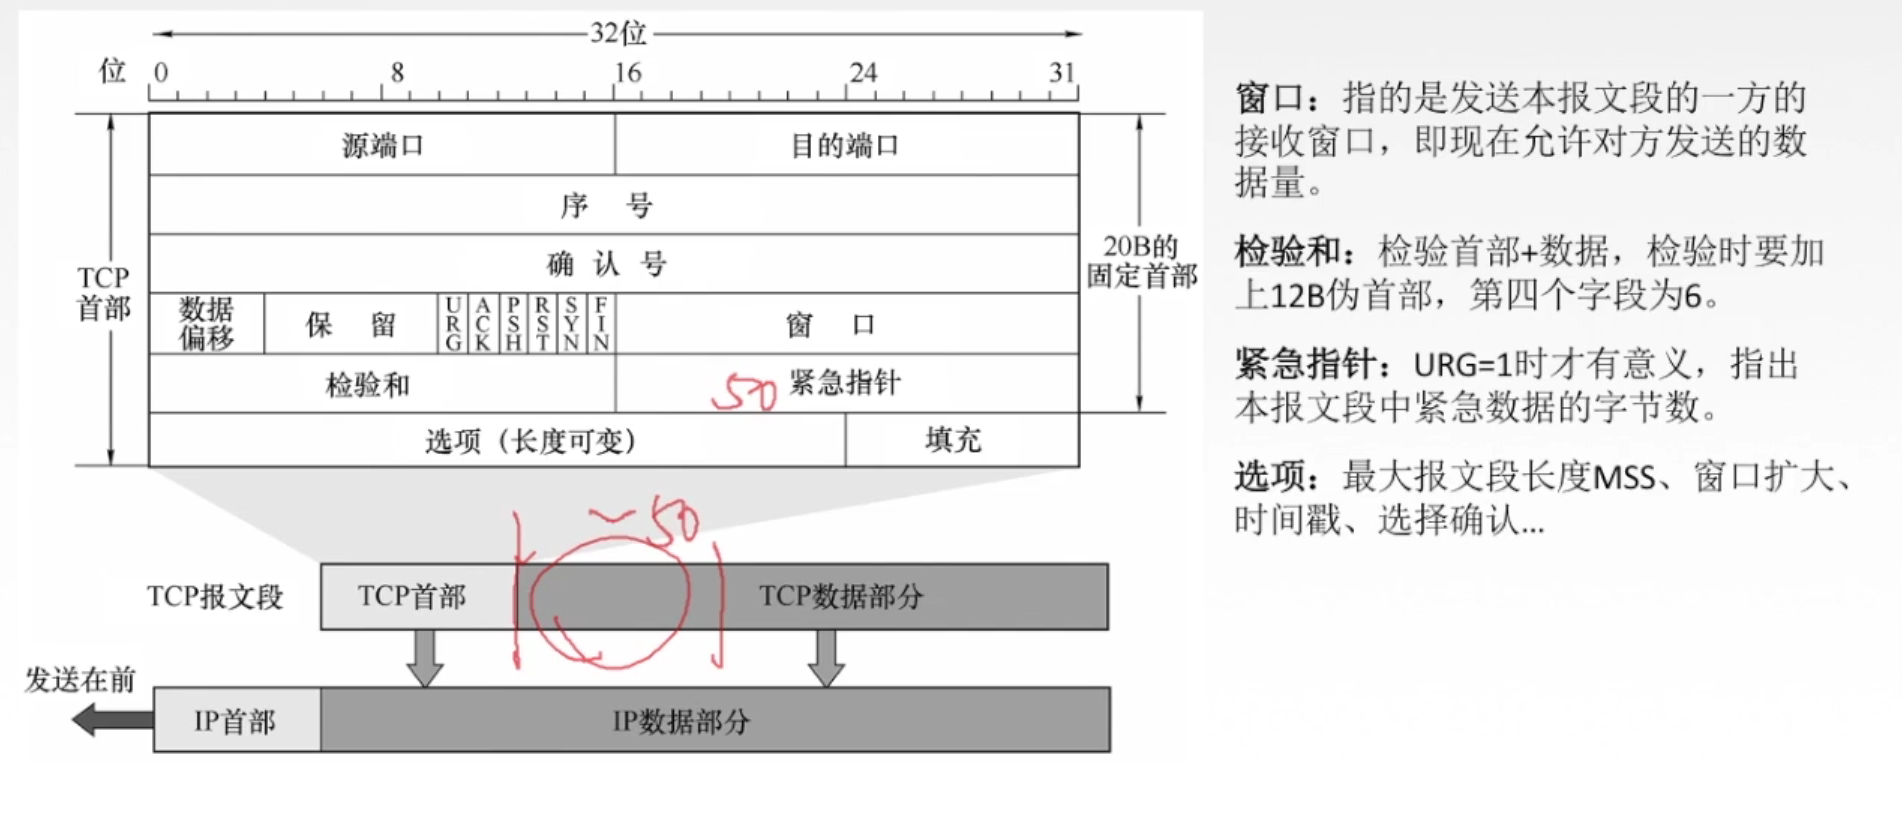 32位
位 0 8 16 24 31
源端口 目的端口
序 号
确 认 号
TCP
首部
20B的
固定首部
数据
偏移
保 留
URG
ACK
PSH
RST
SYN
FIN
窗 口
检验和
50
紧急指针
选项（长度可变） 填充
~50
TCP报文段 TCP首部 TCP数据部分
发送在前
IP首部 IP数据部分
窗口：指的是发送本报文段的一方的
接收窗口，即现在允许对方发送的数
据量。
检验和：检验首部+数据，检验时要加
上12B伪首部，第四个字段为6。
紧急指针：URG=1时才有意义，指出
本报文段中紧急数据的字节数。
选项：最大报文段长度MSS、窗口扩大、
时间戳、选择确认...